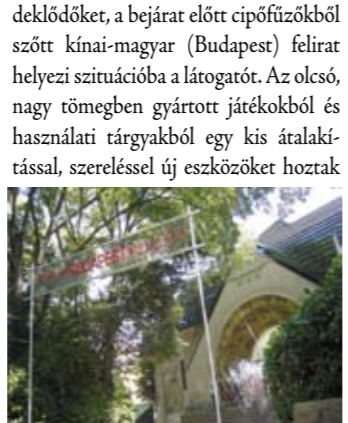 deklődőket, a bejárat előtt cipőfűzőkből
szőtt kínai-magyar (Budapest) felirat
helyezi szituációba a látogatót. Az olcsó,
nagy tömegben gyártott játékokból és
használati tárgyakból egy kis átalakí-
tással, szereléssel új eszközöket hoztak